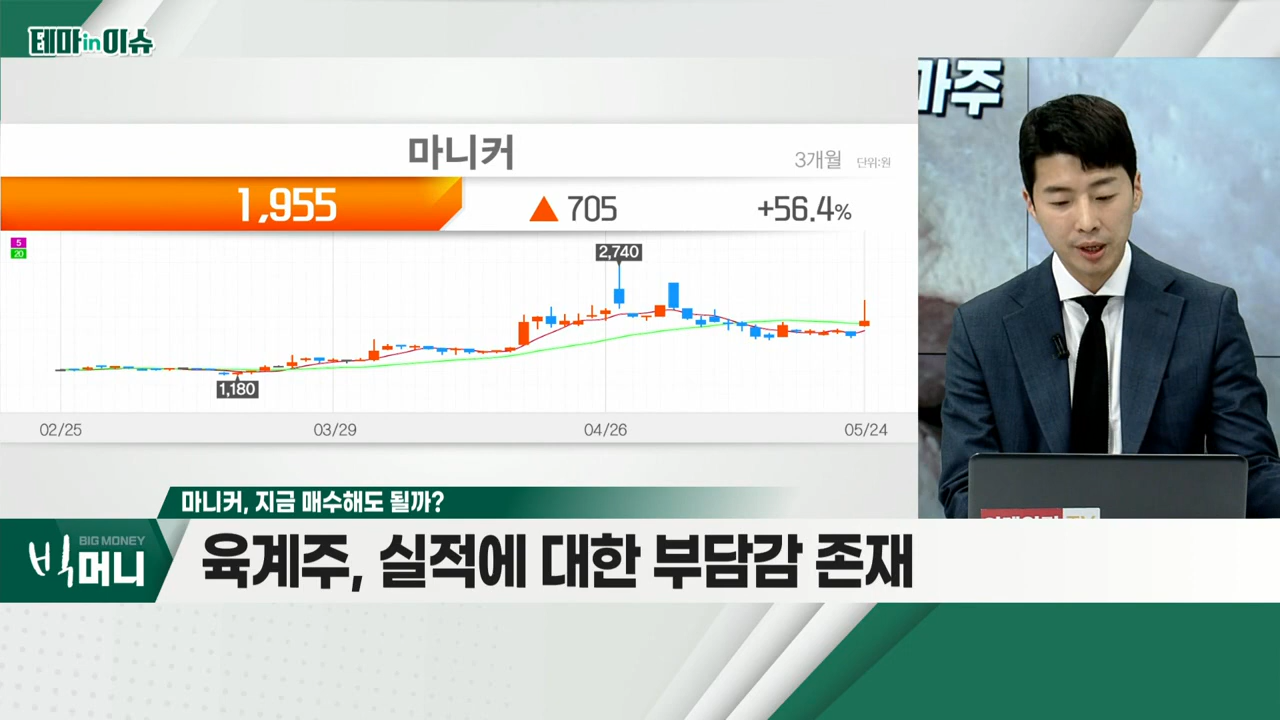 테마in이슈
마주
마니커
3개월 단위:원
1,955 ▲705 +56.4%
5
20
2,740
1,180
02/25 03/29 04/26 05/24
마니커, 지금 매수해도 될까?
BIG MONEY
빅머니
육계주, 실적에 대한 부담감 존재